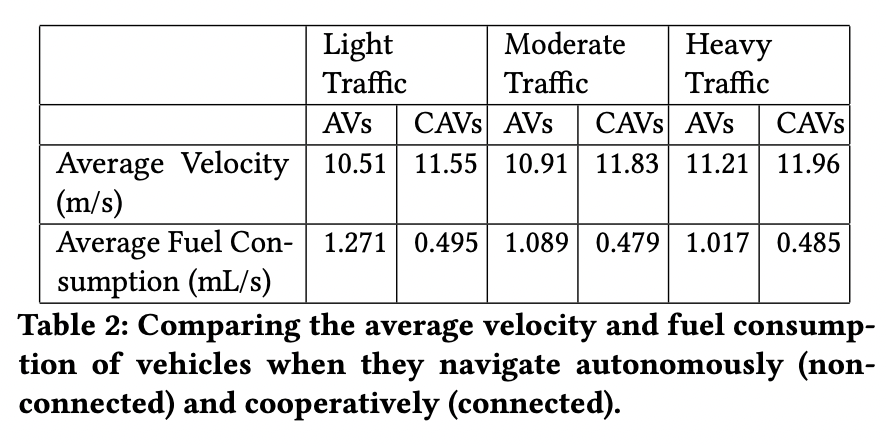 Light Traffic Moderate Traffic Heavy Traffic
AVs CAVs AVs CAVs AVs CAVs
Average Velocity (m/s) 10.51 11.55 10.91 11.83 11.21 11.96
Average Fuel Con-
sumption (mL/s) 1.271 0.495 1.089 0.479 1.017 0.485
Table 2: Comparing the average velocity and fuel consump-
tion of vehicles when they navigate autonomously (non-
connected) and cooperatively (connected).